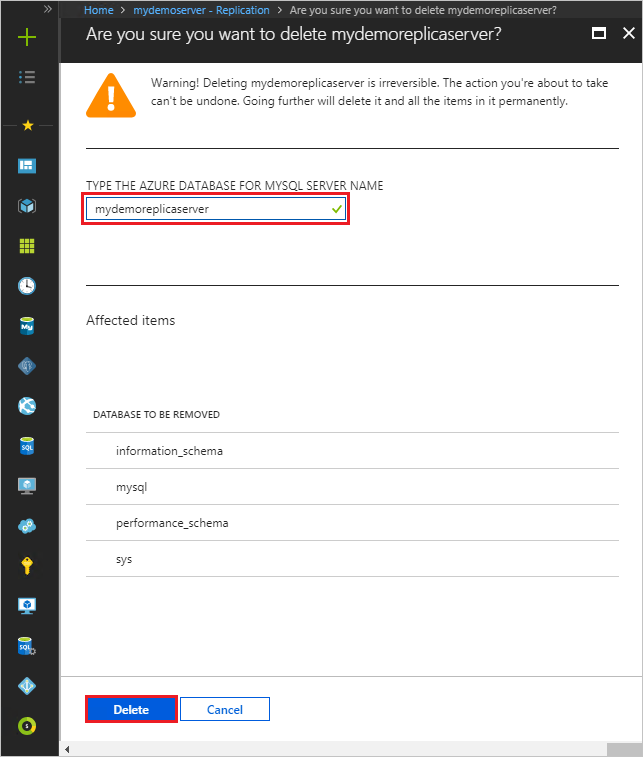 Home > mydemoserver - Replication > Are you sure you want to delete mydemoreplicaserver?
Are you sure you want to delete mydemoreplicaserver?
Warning! Deleting mydemoreplicaserver is irreversible. The action you're about to take
can't be undone. Going further will delete it and all the items in it permanently.
TYPE THE AZURE DATABASE FOR MYSQL SERVER NAME
mydemoreplicaserver
My
Affected items
DATABASE TO BE REMOVED
information_schema
SQL
mysql
performance_schema
sys
SQL
Delete
Cancel